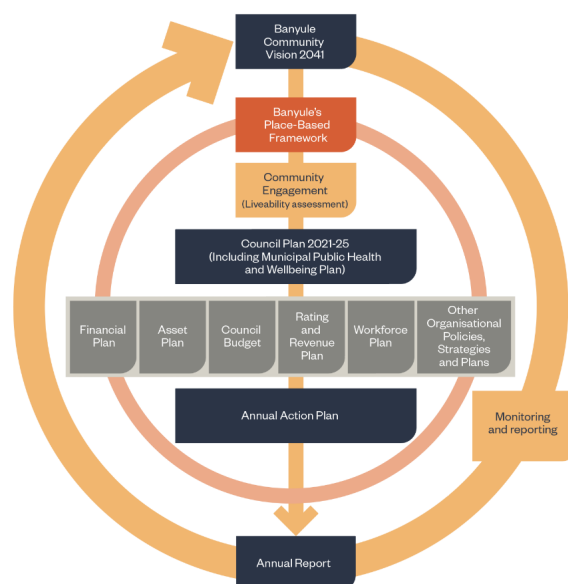 Banyule
Community
Vision 2041
Banyule's
Place-Based
Framework
Community
Engagement
(Liveability assessment)
Council Plan 2021-25
(Including Municipal Public Health
and Wellbeing Plan)
Financial
Plan
Asset
Plan
Council
Budget
Rating
and
Revenue
Plan
Workforce
Plan
Other
Organisational
Policies,
Strategies
and Plans
Annual Action Plan
Monitoring
and reporting
Annual Report